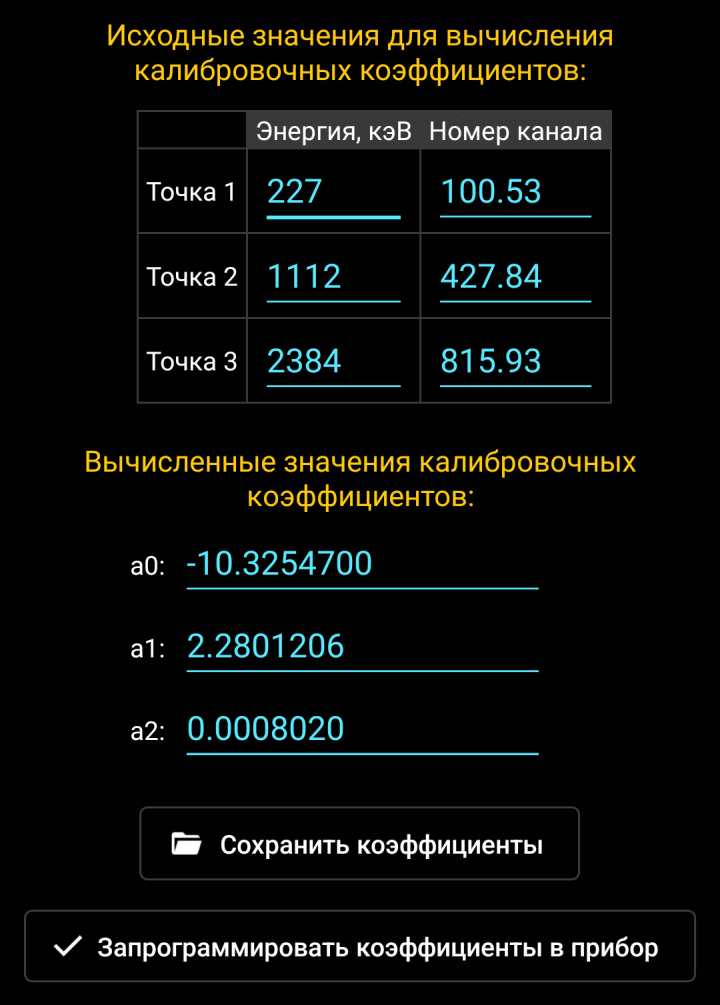 Исходные значения для вычисления
калибровочных коэффициентов:
Энергия, кэВ Номер канала
Точка 1 227 100.53
Точка 2 1112 427.84
Точка 3 2384 815.93
Вычисленные значения калибровочных
коэффициентов:
a0: -10.3254700
a1: 2.2801206
a2: 0.0008020
Сохранить коэффициенты
Запрограммировать коэффициенты в прибор